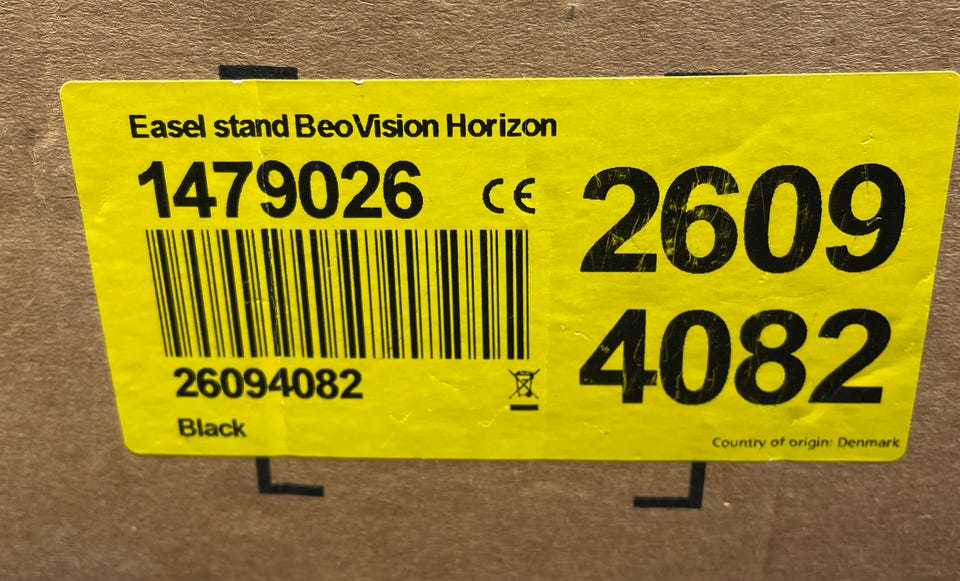 Easel stand BeoVision Horizon
1479026 CE
26094082
Black
2609
4082
Country of origin: Denmark